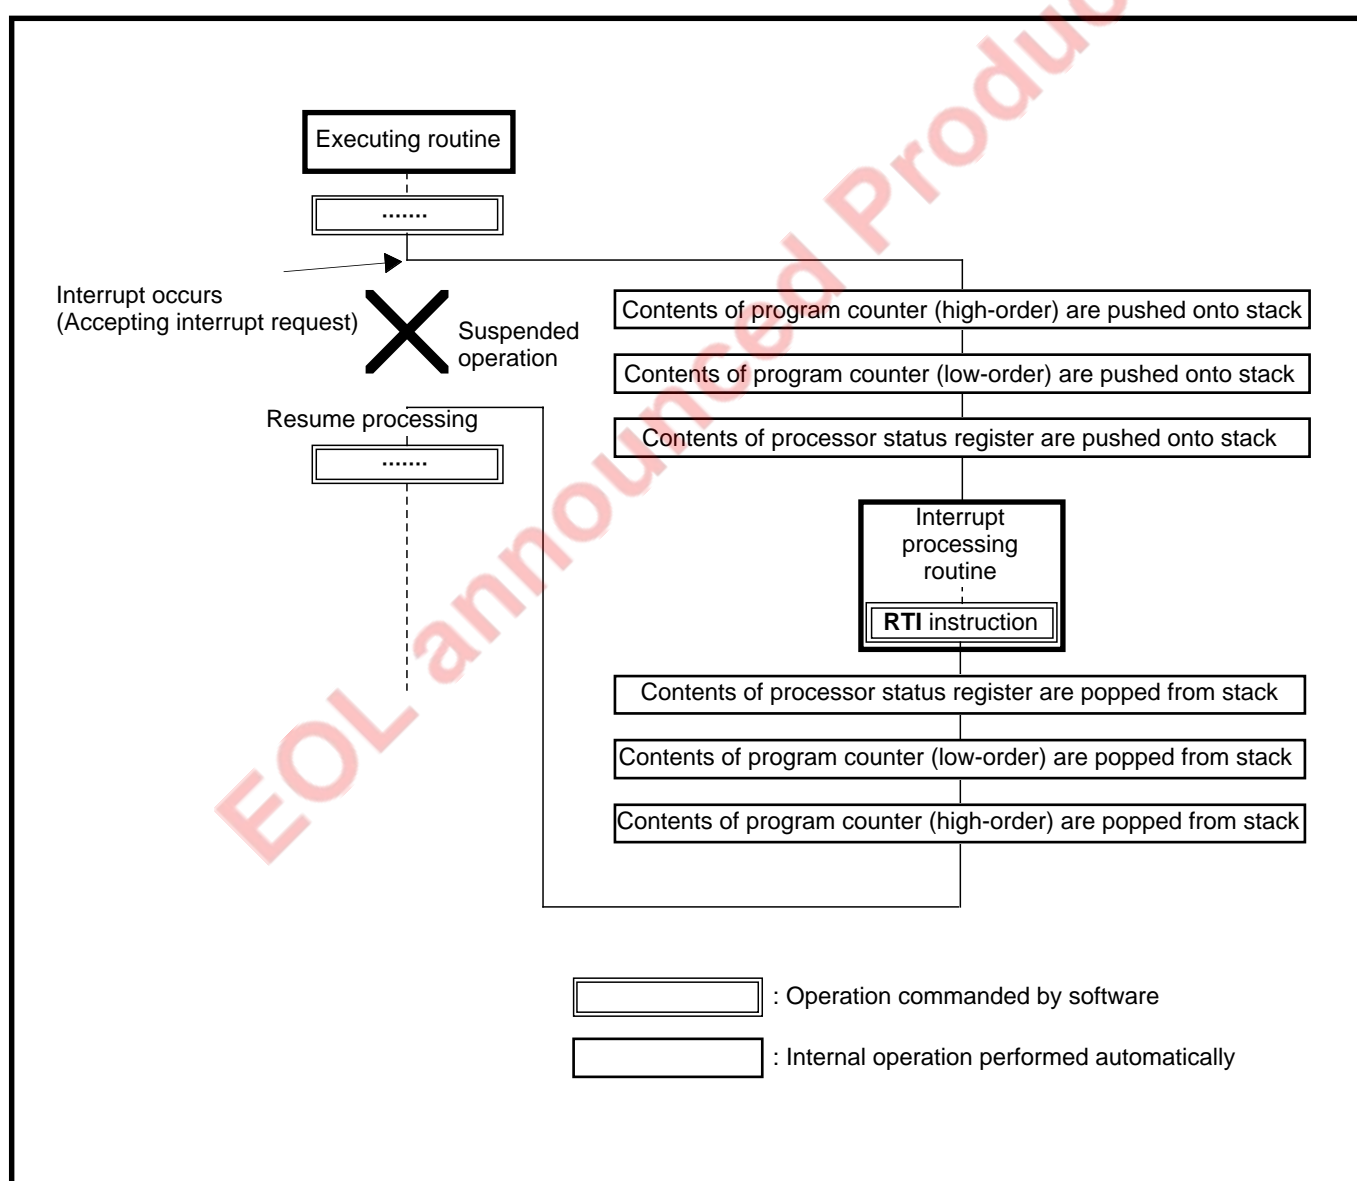 Executing routine
.......
Interrupt occurs
(Accepting interrupt request)
Suspended
operation
Resume processing
.......
Contents of program counter (high-order) are pushed onto stack
Contents of program counter (low-order) are pushed onto stack
Contents of processor status register are pushed onto stack
Interrupt
processing
routine
RTI instruction
Contents of processor status register are popped from stack
Contents of program counter (low-order) are popped from stack
Contents of program counter (high-order) are popped from stack
: Operation commanded by software
: Internal operation performed automatically
EOL announced Produc